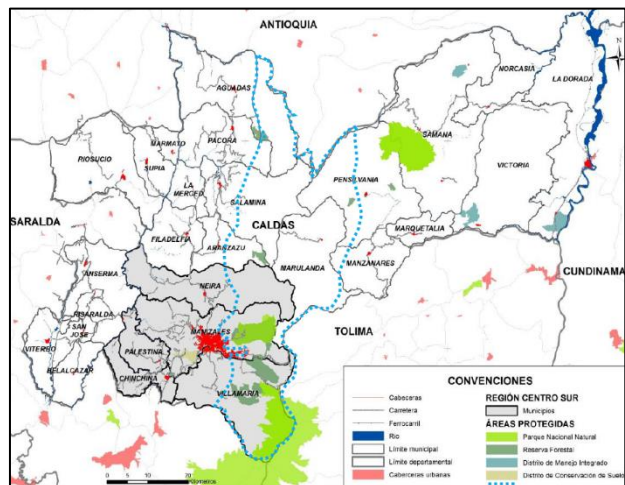 ANTIOQUIA
N
NORCASIA
LA DORADA
AGUADAS
SAMANA
MARMATO
PACORA
RIOSUCIO
SUPIA
VICTORIA
PENSILVANIA
LA
MERCED
SALAMINA
SARALDA
CALDAS
MARQUETALIA
FILADELFIA
ARANZAZU
MARULANDA
MANZANARES
CUNDINAMA
ANSERMA
NEIRA
TOLIMA
RISARALDA
SAN
JOSE
MANIZALES
VITERBO
PALESTINA
BELALCAZAR
CHINCHINA
VILLAMARIA
CONVENCIONES
Cabeceras
Carretera
Ferrocarril
Rio
Límite municipal
Límite departamental
Cabeceras urbanas
REGIÓN CENTRO SUR
Municipios
ÁREAS PROTEGIDAS
Parque Nacional Natural
Reserva Forestal
Distrito de Manejo Integrado
Distrito de Conservación de Suelo
0 10 20
Kilómetros